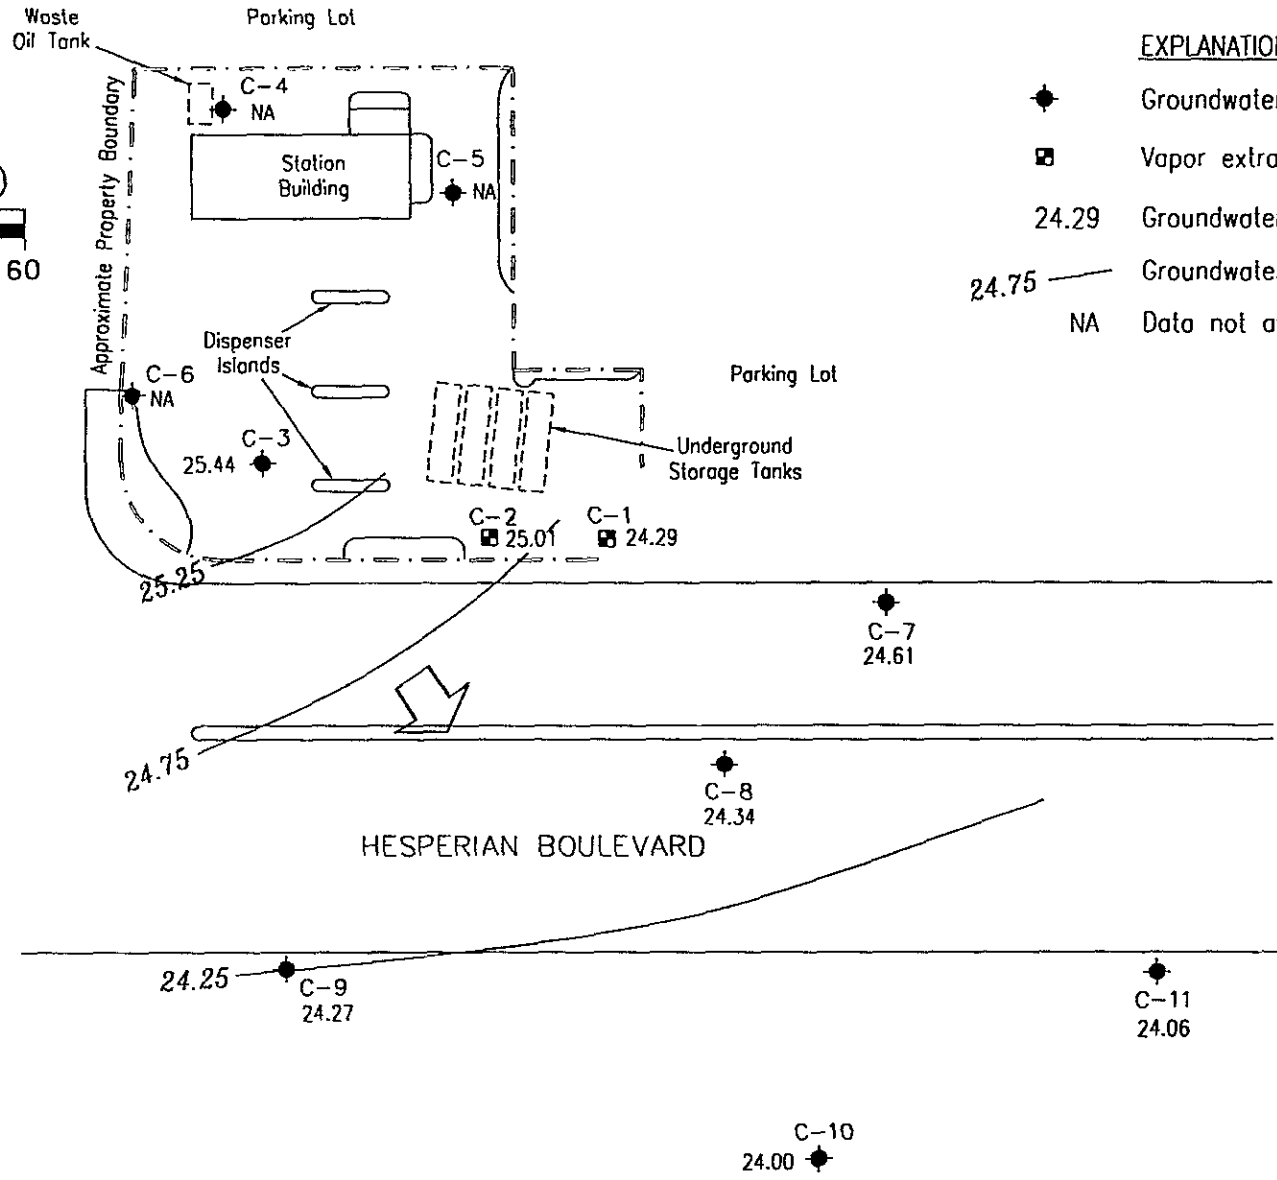 Waste
Oil Tank
Parking Lot
C-4
NA
Approximate Property Boundary
Station
Building
C-5
NA
60
EXPLANATION
Groundwater
Vapor extra
24.29 Groundwater
24.75 Groundwate
NA Data not a
Dispenser
Islands
C-6
NA
C-3
25.44
Parking Lot
Underground
Storage Tanks
C-2
25.01
C-1
24.29
25.25
C-7
24.61
24.75
C-8
24.34
HESPERIAN BOULEVARD
24.25
C-9
24.27
C-11
24.06
C-10
24.00